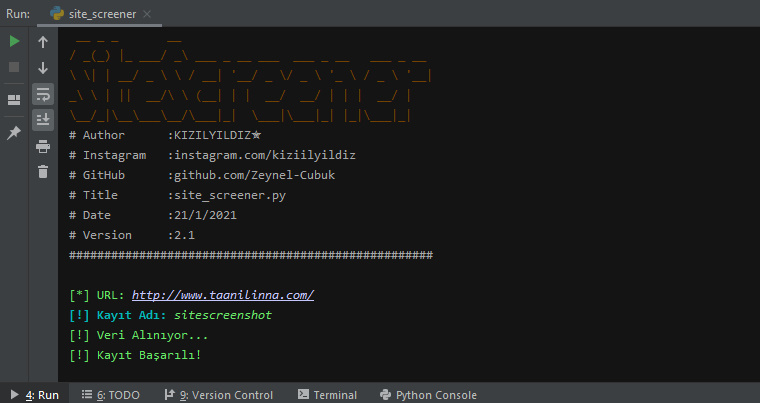 Run: site_screener
# Author :KIZILYILDIZ✯
# Instagram :instagram.com/kiziilyildiz
# GitHub :github.com/Zeynel-Cubuk
# Title :site_screener.py
# Date :21/1/2021
# Version :2.1
####################################################
[*] URL: http://www.taanilinna.com/
[!] Kayıt Adı: sitescreenshot
[!] Veri Alınıyor...
[!] Kayıt Başarılı!
4: Run 6: TODO 9: Version Control Terminal Python Console